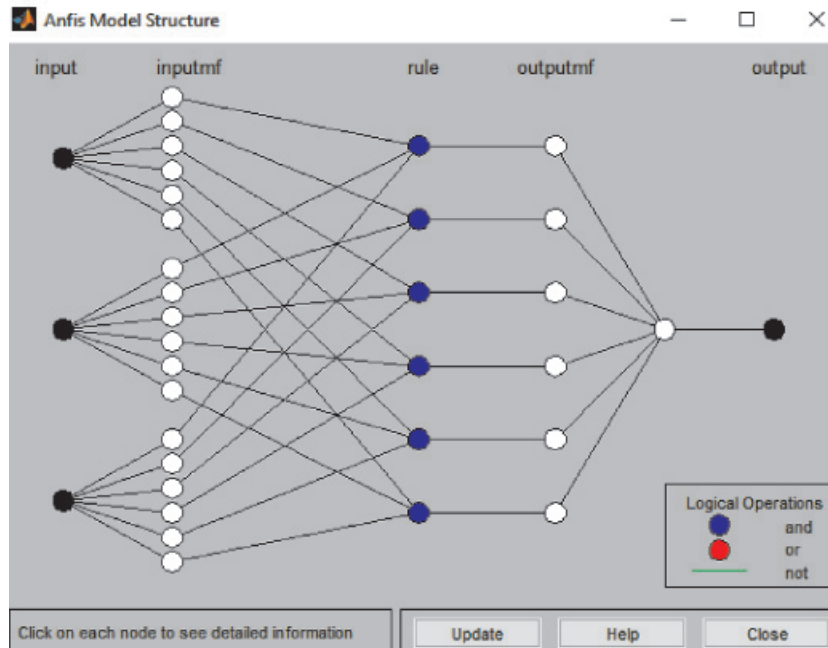 Anfis Model Structure
input inputmf rule outputmf output
Logical Operations
and
or
not
Click on each node to see detailed information
Update Help Close